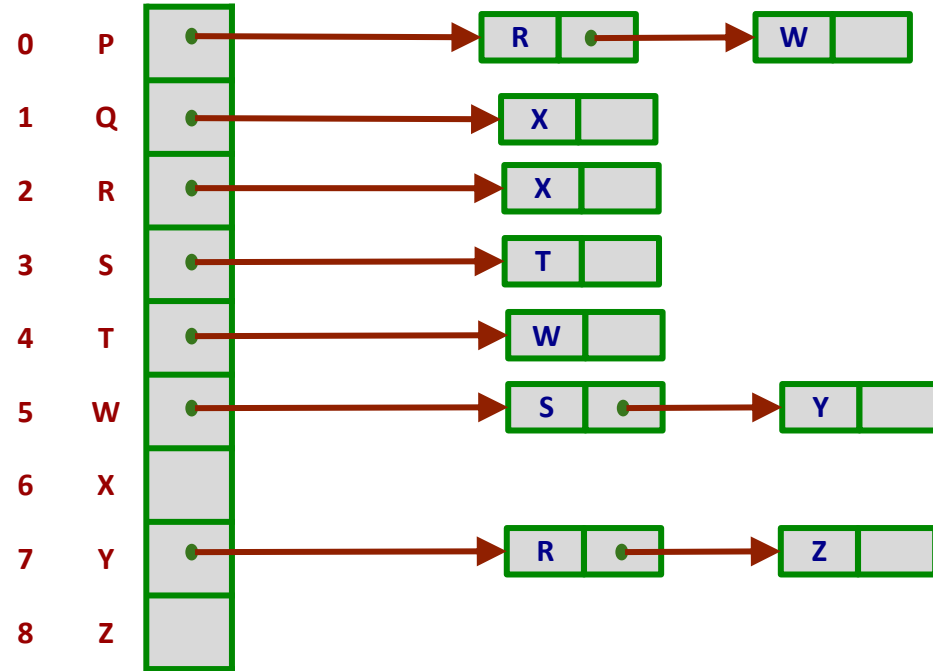 0 P R W
1 Q X
2 R X
3 S T
4 T W
5 W S Y
6 X
7 Y R Z
8 Z